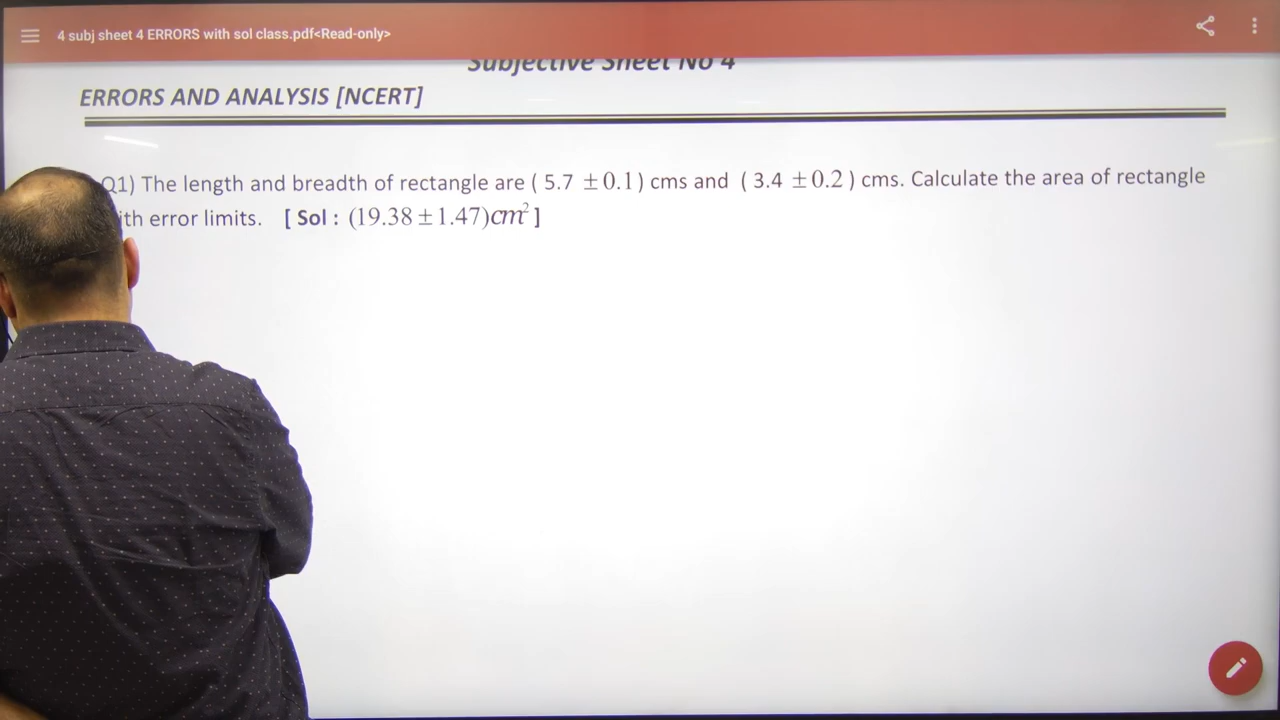 4 subj sheet 4 ERRORS with sol class.pdf<Read-only>
Subjective Sheet No 4
ERRORS AND ANALYSIS [NCERT]
Q1) The length and breadth of rectangle are ( 5.7 ±0.1 ) cms and ( 3.4 ±0.2 ) cms. Calculate the area of rectangle
ith error limits. [ Sol : (19.38 ± 1.47)cm² ]